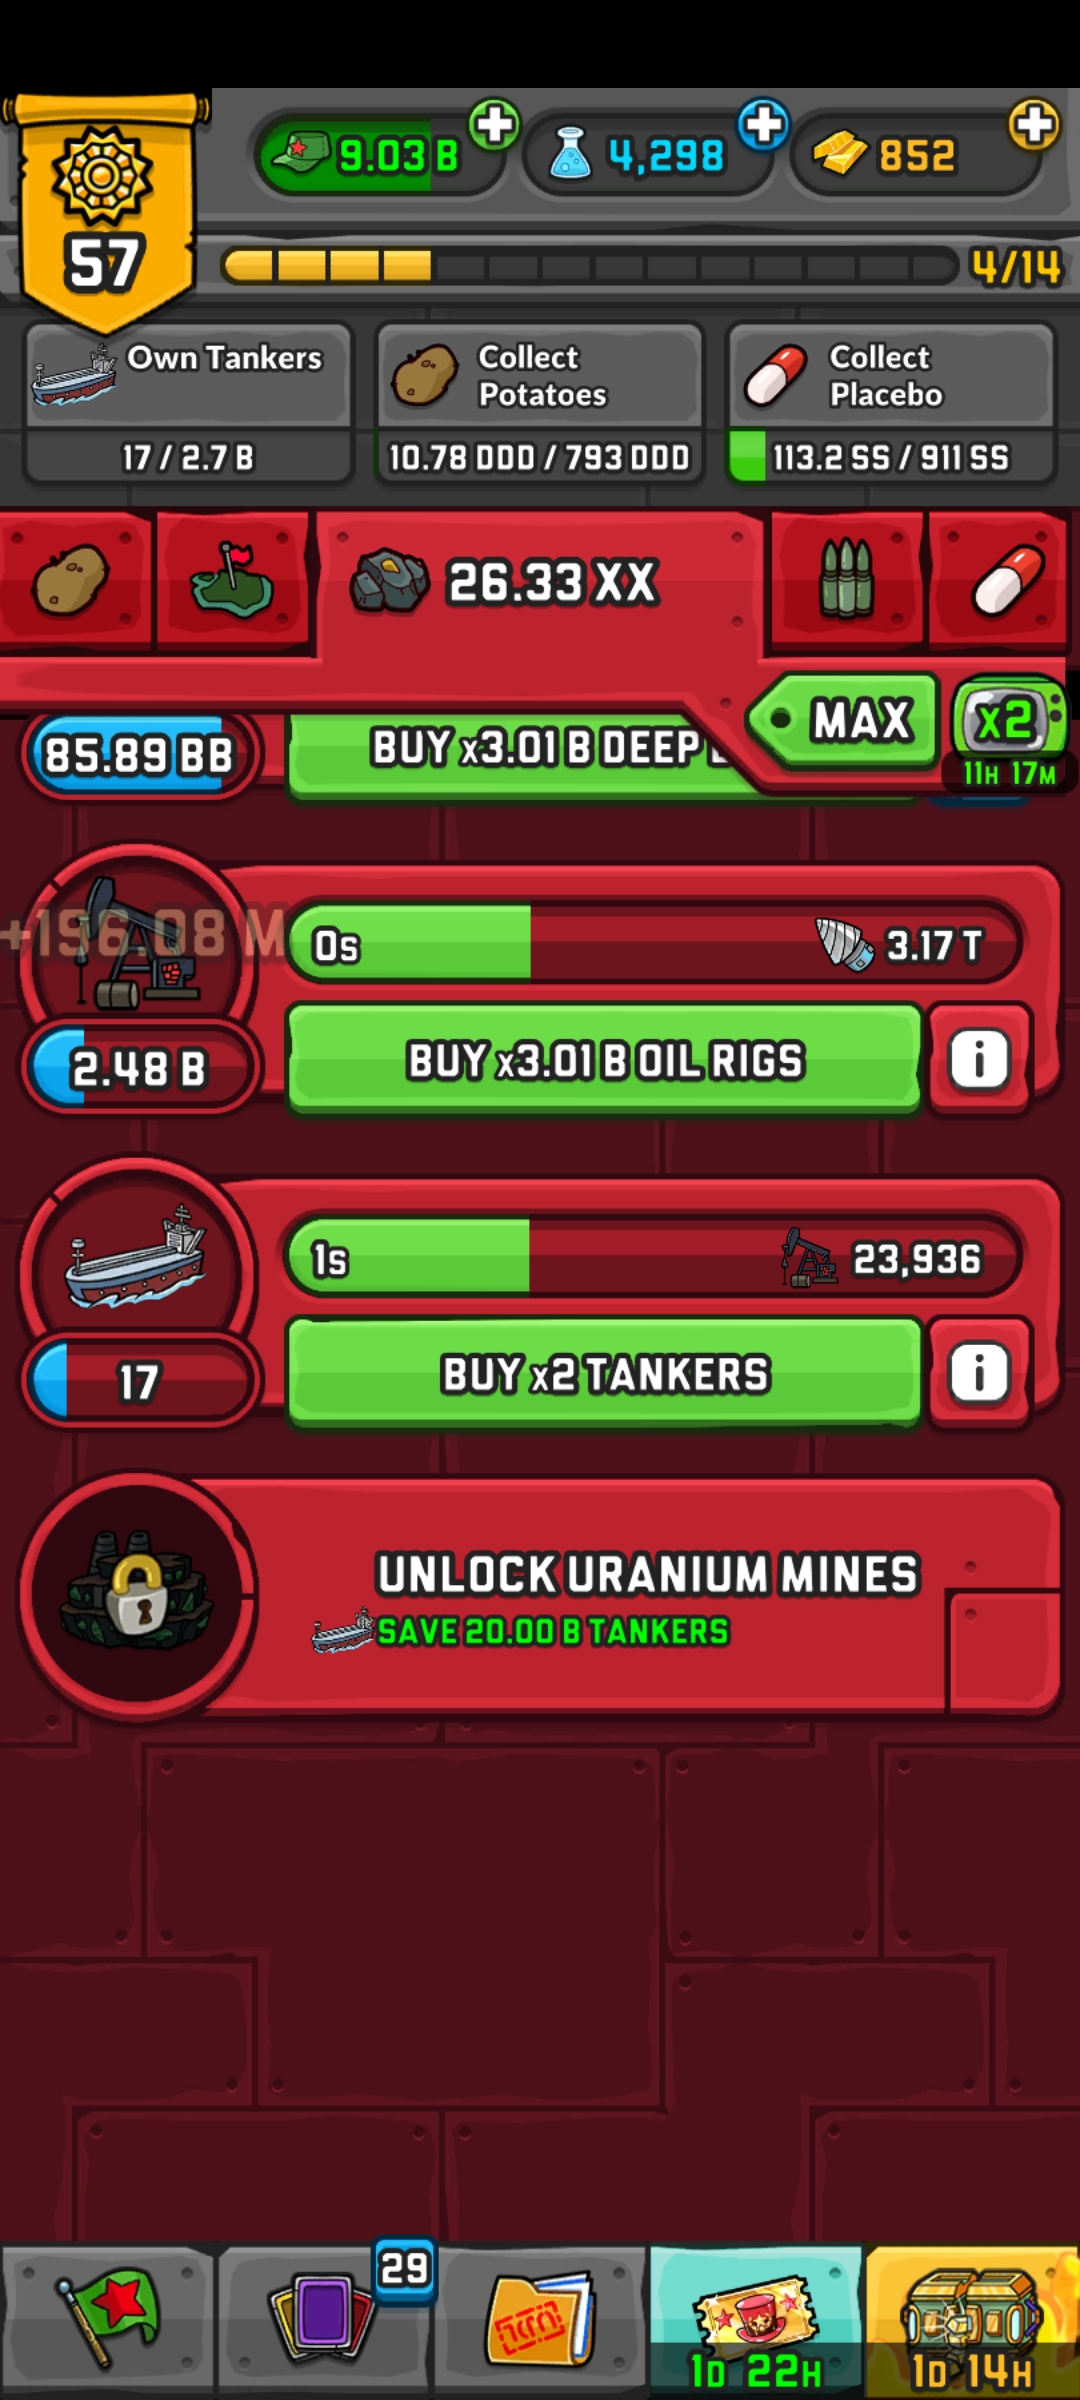 57
9.03 B
4,298
852
4/14
Own Tankers
17 / 2.7 B
Collect
Potatoes
10.78 DDD / 793 DDD
Collect
Placebo
113.2 SS / 911 SS
26.33 XX
MAX
x2
11H 17M
85.89 BB
BUY x3.01 B DEEP
+196.08 M
0s
3.17 T
2.48 B
BUY x3.01 B OIL RIGS
i
1s
23,936
17
BUY x2 TANKERS
i
UNLOCK URANIUM MINES
SAVE 20.00 B TANKERS
29
1D 22H
1D 14H